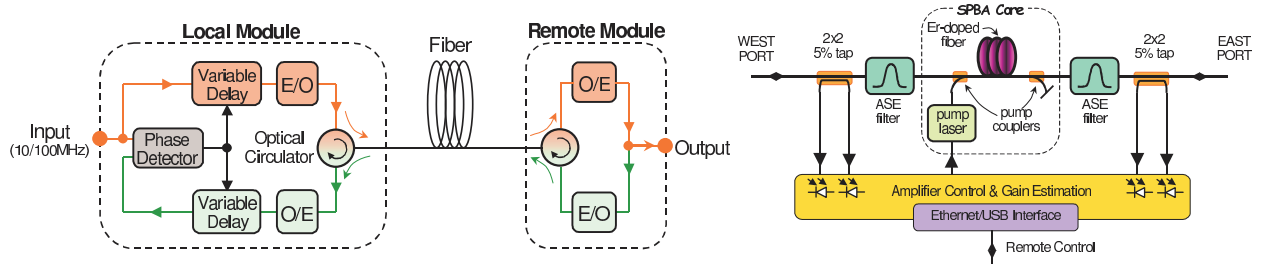 Local Module
Variable
Delay
E/O
Input
(10/100MHz)
Phase
Detector
Optical
Circulator
Variable
Delay
O/E
Fiber
Remote Module
O/E
E/O
Output
SPBA Core
Er-doped
fiber
WEST
PORT
2x2
5% tap
ASE
filter
pump
laser
pump
couplers
ASE
filter
2x2
5% tap
EAST
PORT
Amplifier Control & Gain Estimation
Ethernet/USB Interface
Remote Control